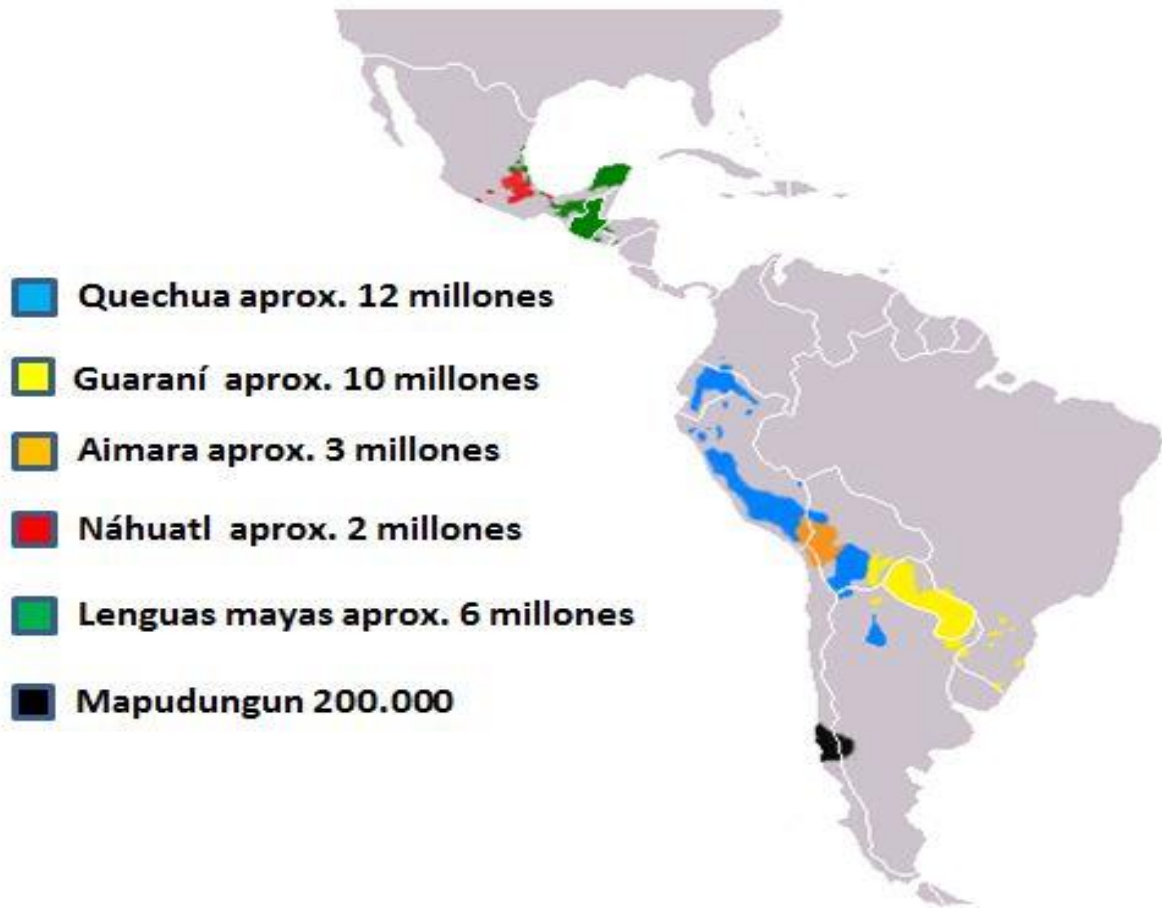 Quechua aprox. 12 millones
Guaraní aprox. 10 millones
Aimara aprox. 3 millones
Náhuatl aprox. 2 millones
Lenguas mayas aprox. 6 millones
Mapudungun 200.000